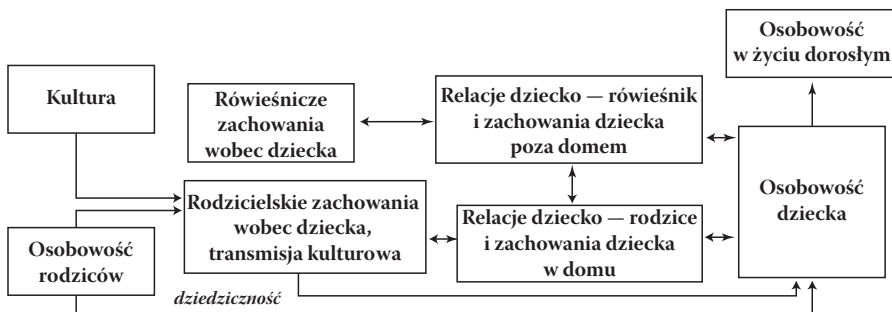 Osobowość
w życiu dorosłym
Kultura
Rówieśnicze
zachowania
wobec dziecka
Relacje dziecko — rówieśnik
i zachowania dziecka
poza domem
Osobowość
dziecka
Rodzicielskie zachowania
wobec dziecka,
transmisja kulturowa
Relacje dziecko — rodzice
i zachowania dziecka
w domu
Osobowość
rodziców
dziedziczność